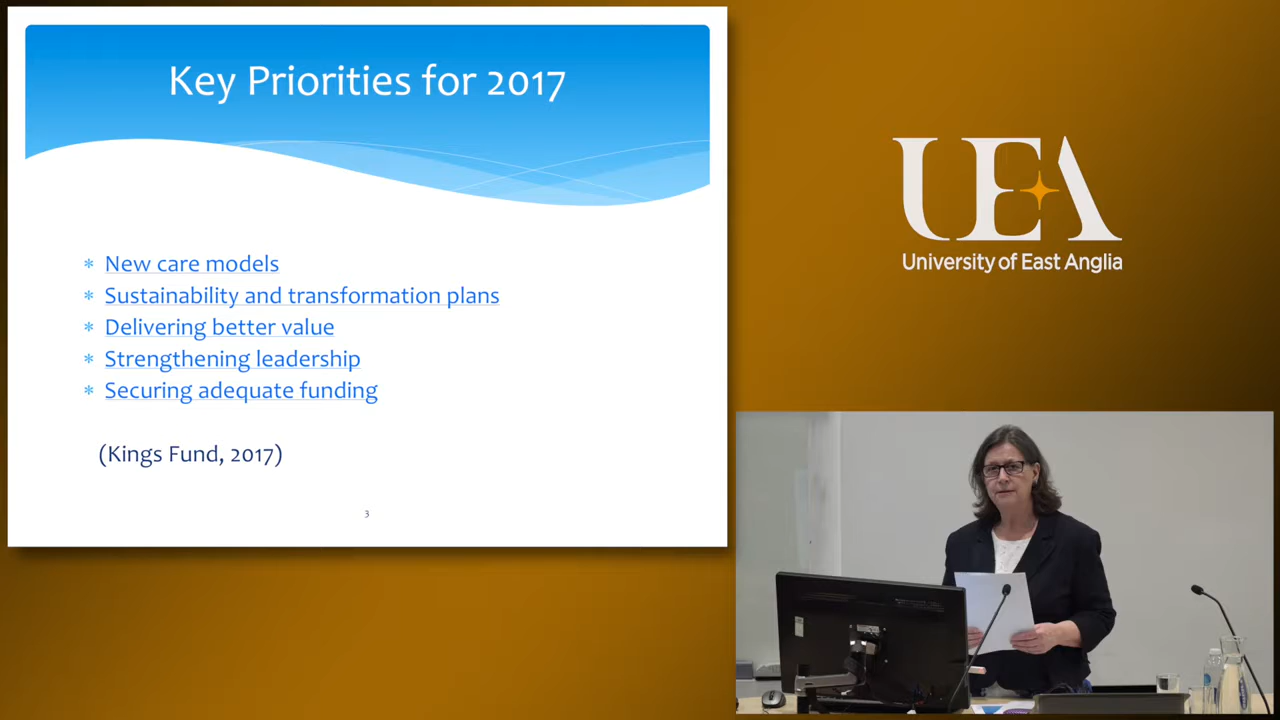 Key Priorities for 2017
* New care models
* Sustainability and transformation plans
* Delivering better value
* Strengthening leadership
* Securing adequate funding
(Kings Fund, 2017)
3
UEA
University of East Anglia